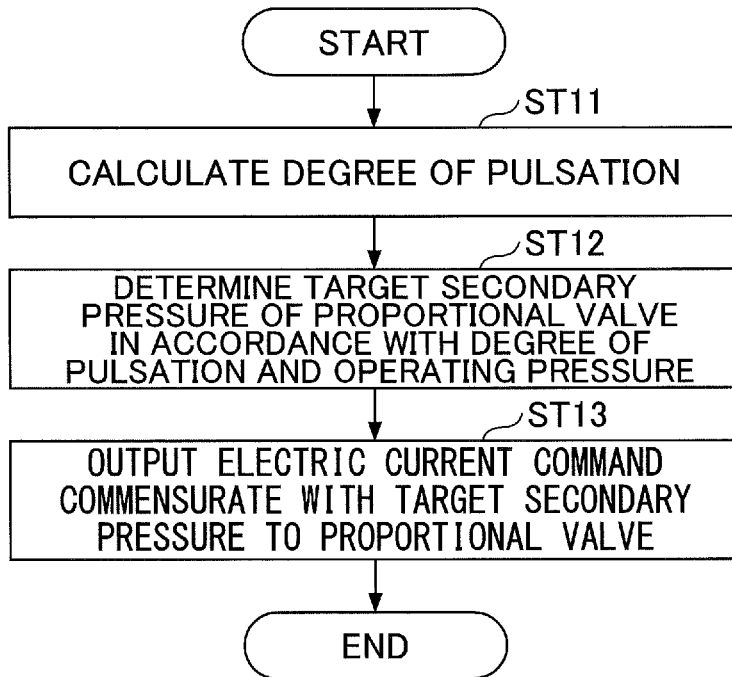 START
ST11
CALCULATE DEGREE OF PULSATION
ST12
DETERMINE TARGET SECONDARY
PRESSURE OF PROPORTIONAL VALVE
IN ACCORDANCE WITH DEGREE OF
PULSATION AND OPERATING PRESSURE
ST13
OUTPUT ELECTRIC CURRENT COMMAND
COMMENSURATE WITH TARGET SECONDARY
PRESSURE TO PROPORTIONAL VALVE
END